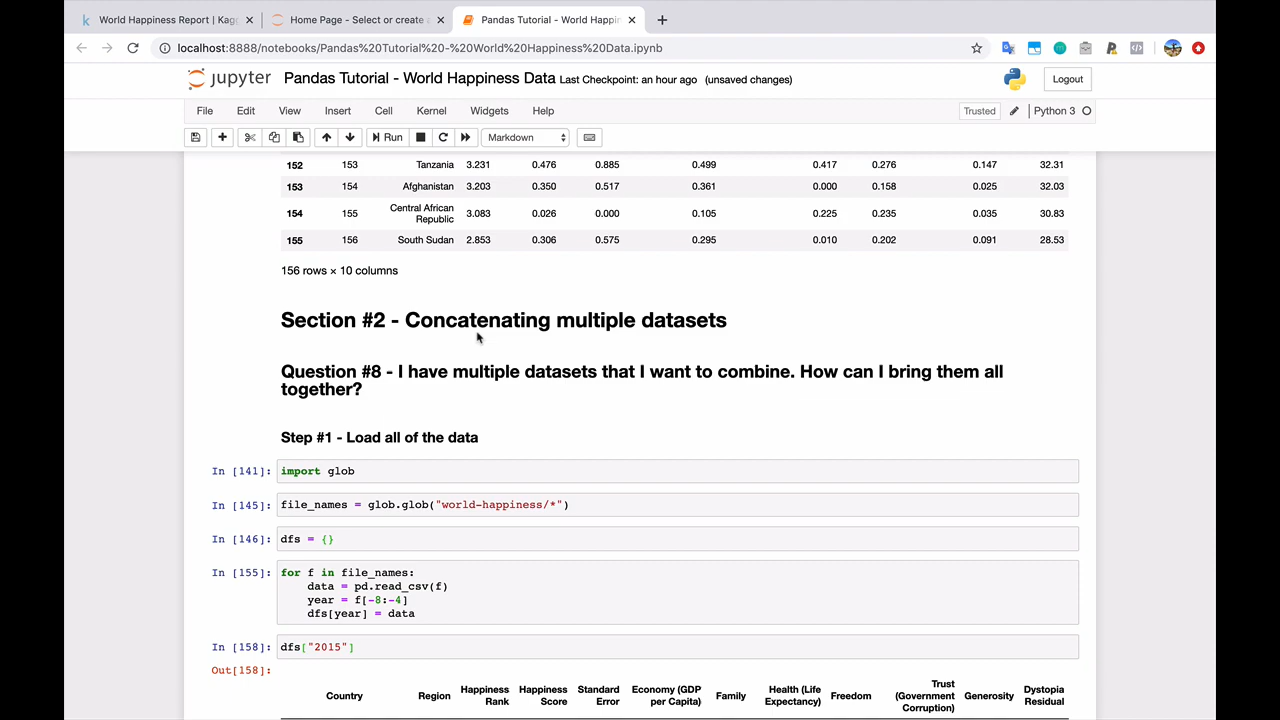 World Happiness Report | Kagg
Home Page - Select or create a
Pandas Tutorial - World Happin
localhost:8888/notebooks/Pandas%20Tutorial%20-%20World%20Happiness%20Data.ipynb
jupyter Pandas Tutorial - World Happiness Data Last Checkpoint: an hour ago (unsaved changes)
Logout
File Edit View Insert Cell Kernel Widgets Help
Trusted Python 3
Run Markdown
152 153 Tanzania 3.231 0.476 0.885 0.499 0.417 0.276 0.147 32.31
153 154 Afghanistan 3.203 0.350 0.517 0.361 0.000 0.158 0.025 32.03
154 155 Central African Republic 3.083 0.026 0.000 0.105 0.225 0.235 0.035 30.83
155 156 South Sudan 2.853 0.306 0.575 0.295 0.010 0.202 0.091 28.53
156 rows × 10 columns
Section #2 - Concatenating multiple datasets
Question #8 - I have multiple datasets that I want to combine. How can I bring them all
together?
Step #1 - Load all of the data
In [141]: import glob
In [145]: file_names = glob.glob("world-happiness/*")
In [146]: dfs = {}
In [155]: for f in file_names:
data = pd.read_csv(f)
year = f[-8:-4]
dfs[year] = data
In [158]: dfs["2015"]
Out[158]:
Country Region Happiness Rank Happiness Score Standard Error Economy (GDP per Capita) Family Health (Life Expectancy) Freedom Trust (Government Corruption) Generosity Dystopia Residual